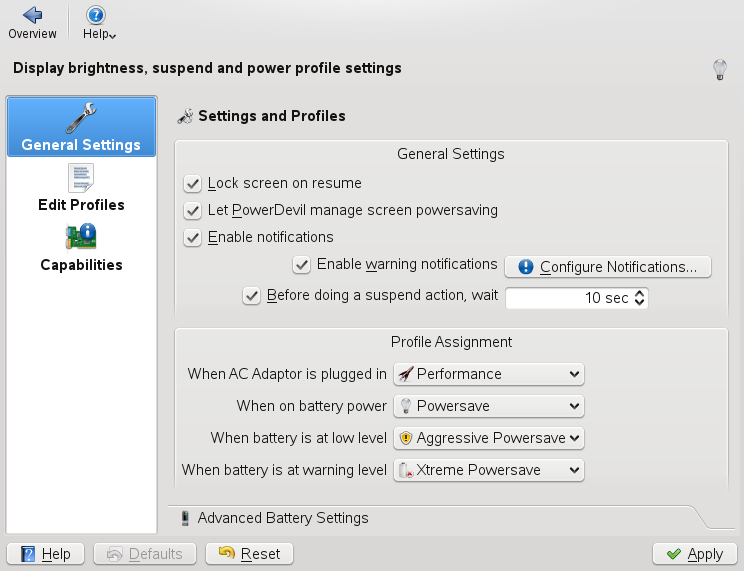 Overview
Help
Display brightness, suspend and power profile settings
General Settings
Edit Profiles
Capabilities
Settings and Profiles
General Settings
Lock screen on resume
Let PowerDevil manage screen powersaving
Enable notifications
Enable warning notifications Configure Notifications...
Before doing a suspend action, wait 10 sec
Profile Assignment
When AC Adaptor is plugged in Performance
When on battery power Powersave
When battery is at low level Aggressive Powersave
When battery is at warning level Xtreme Powersave
Advanced Battery Settings
Help Defaults Reset Apply